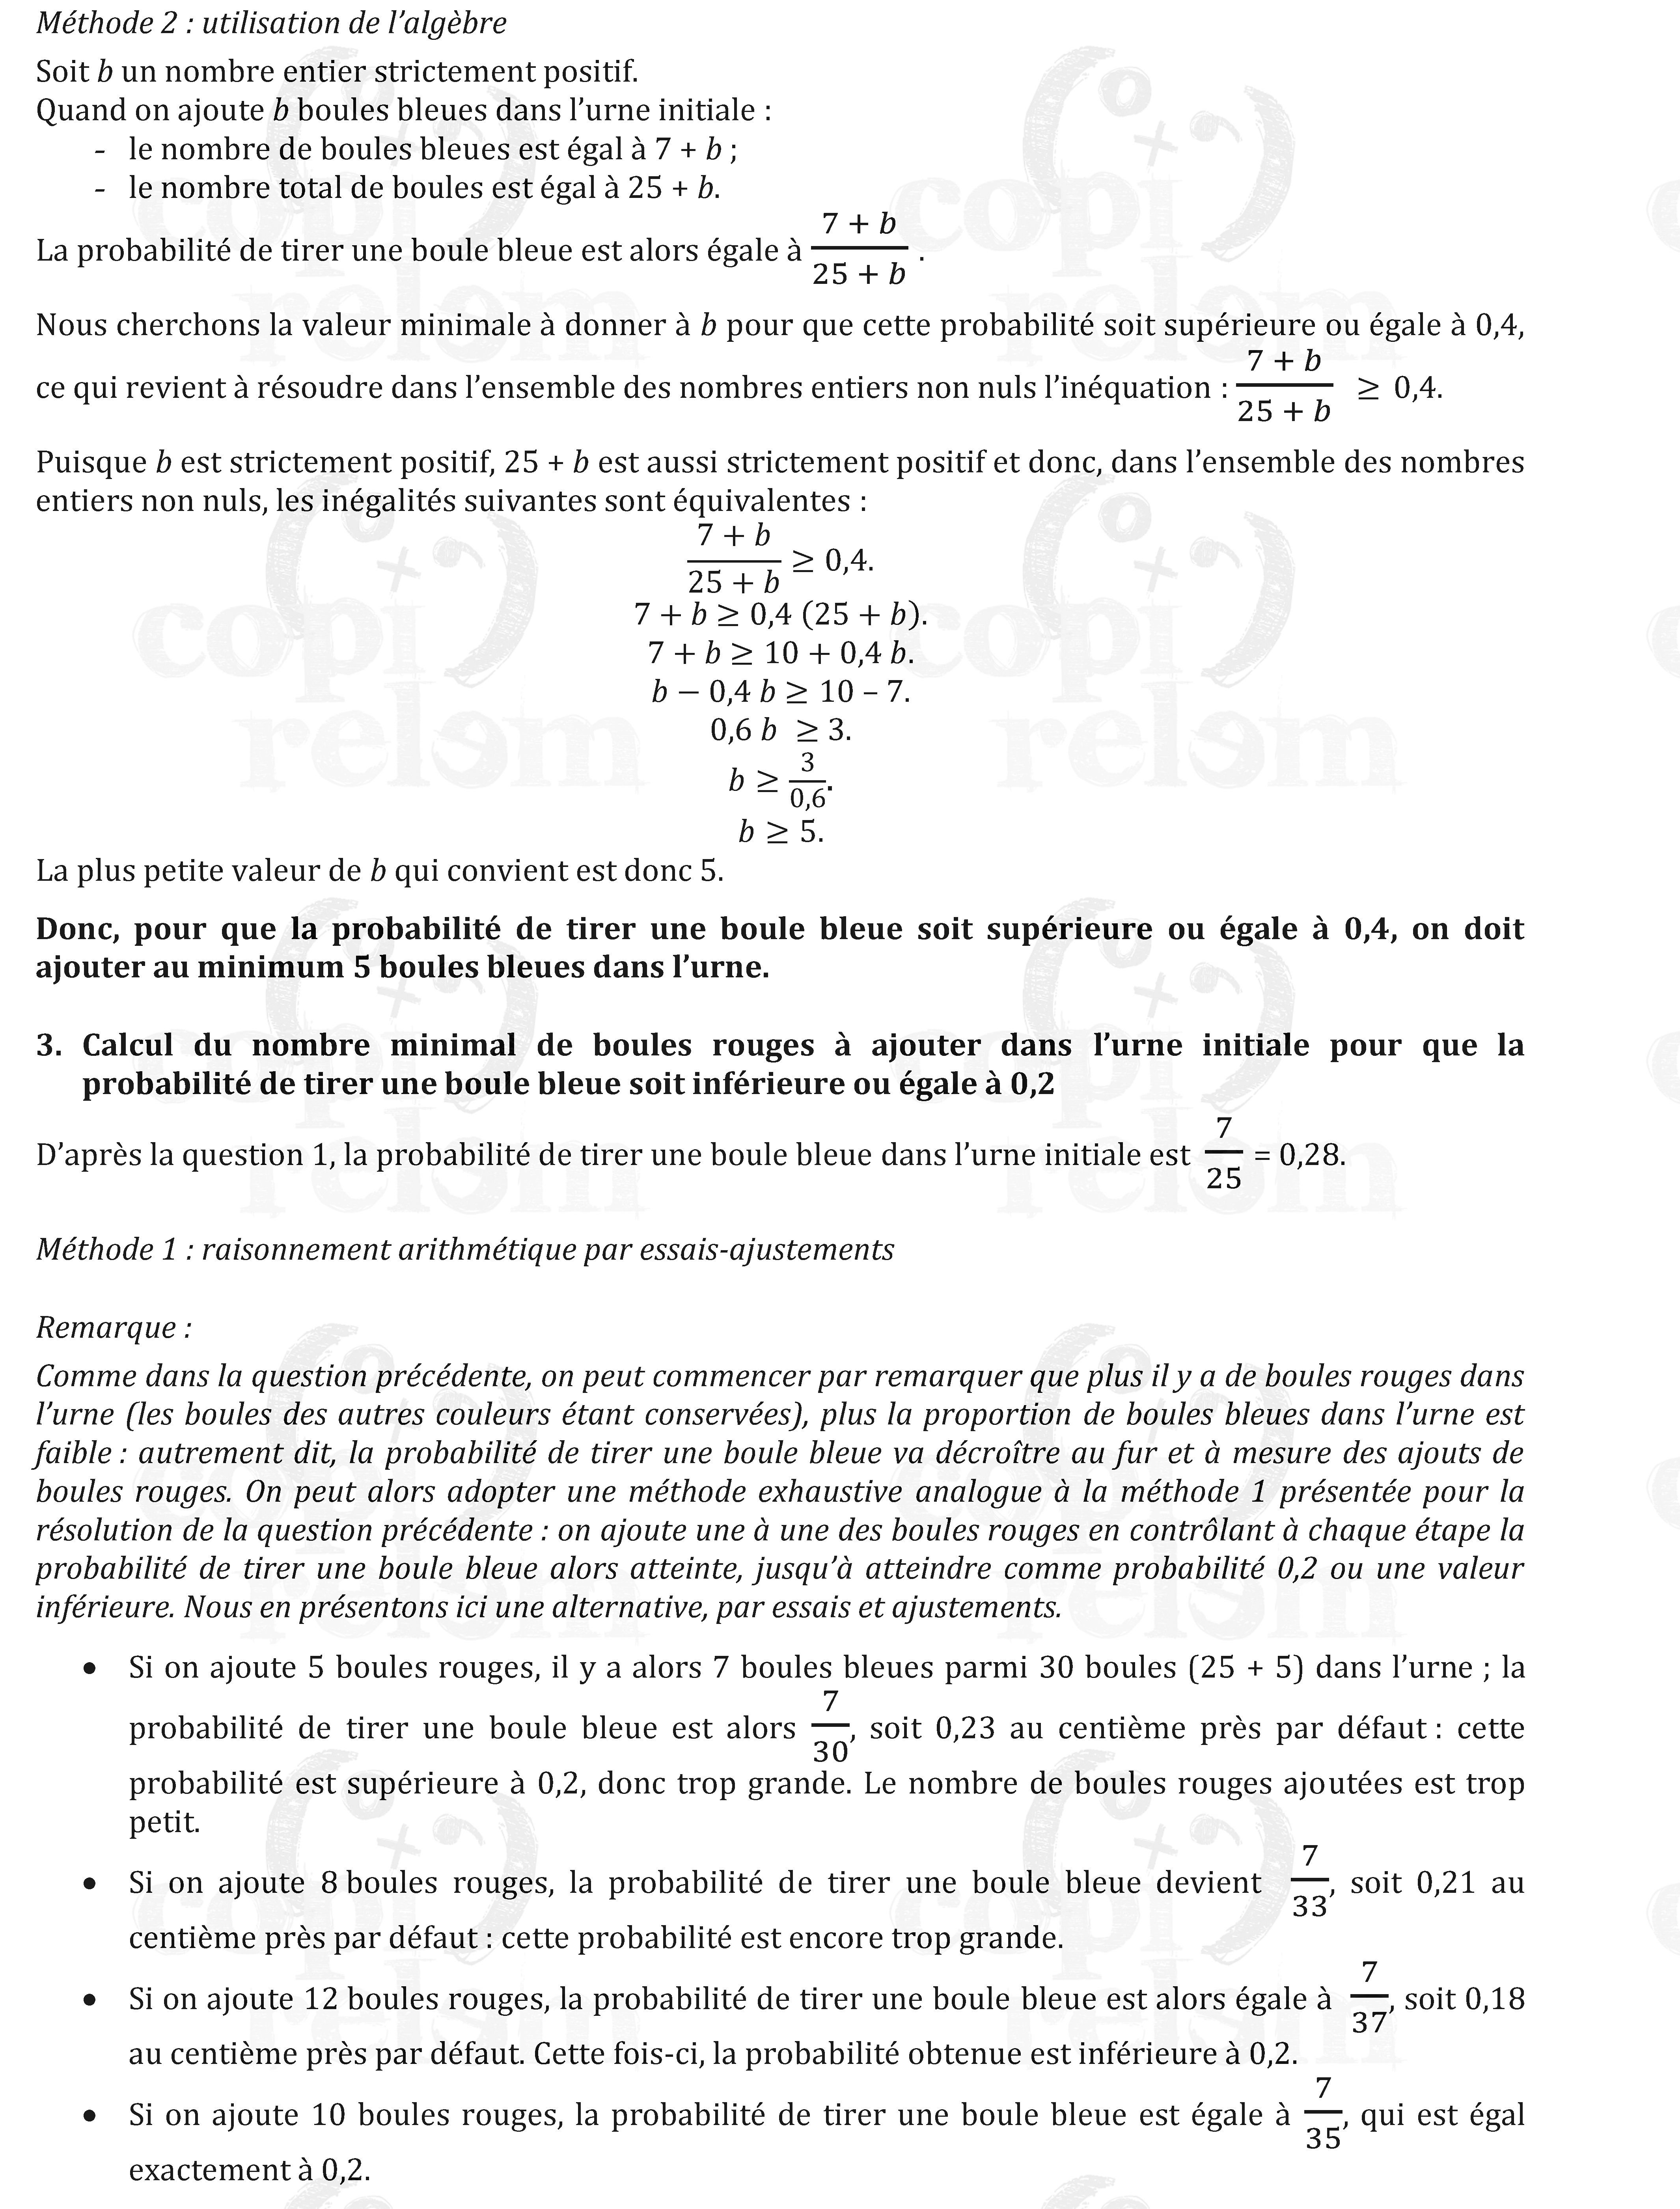 Méthode 2 : utilisation de l’algèbre
Soit b un nombre entier strictement positif.
Quand on ajoute b boules bleues dans l’urne initiale :
- le nombre de boules bleues est égal à 7 + b ;
- le nombre total de boules est égal à 25 + b.
La probabilité de tirer une boule bleue est alors égale à (7 + b)/(25 + b) .
Nous cherchons la valeur minimale à donner à b pour que cette probabilité soit supérieure ou égale à 0,4,
ce qui revient à résoudre dans l’ensemble des nombres entiers non nuls l’inéquation : (7 + b)/(25 + b) ≥ 0,4.
Puisque b est strictement positif, 25 + b est aussi strictement positif et donc, dans l’ensemble des nombres
entiers non nuls, les inégalités suivantes sont équivalentes :
(7 + b)/(25 + b) ≥ 0,4.
7 + b ≥ 0,4 (25 + b).
7 + b ≥ 10 + 0,4 b.
b − 0,4 b ≥ 10 – 7.
0,6 b ≥ 3.
b ≥ 3/0,6.
b ≥ 5.
La plus petite valeur de b qui convient est donc 5.
Donc, pour que la probabilité de tirer une boule bleue soit supérieure ou égale à 0,4, on doit
ajouter au minimum 5 boules bleues dans l’urne.
3. Calcul du nombre minimal de boules rouges à ajouter dans l’urne initiale pour que la
probabilité de tirer une boule bleue soit inférieure ou égale à 0,2
D’après la question 1, la probabilité de tirer une boule bleue dans l’urne initiale est 7/25 = 0,28.
Méthode 1 : raisonnement arithmétique par essais-ajustements
Remarque :
Comme dans la question précédente, on peut commencer par remarquer que plus il y a de boules rouges dans
l’urne (les boules des autres couleurs étant conservées), plus la proportion de boules bleues dans l’urne est
faible : autrement dit, la probabilité de tirer une boule bleue va décroître au fur et à mesure des ajouts de
boules rouges. On peut alors adopter une méthode exhaustive analogue à la méthode 1 présentée pour la
résolution de la question précédente : on ajoute une à une des boules rouges en contrôlant à chaque étape la
probabilité de tirer une boule bleue alors atteinte, jusqu’à atteindre comme probabilité 0,2 ou une valeur
inférieure. Nous en présentons ici une alternative, par essais et ajustements.
• Si on ajoute 5 boules rouges, il y a alors 7 boules bleues parmi 30 boules (25 + 5) dans l’urne ; la
probabilité de tirer une boule bleue est alors 7/30, soit 0,23 au centième près par défaut : cette
probabilité est supérieure à 0,2, donc trop grande. Le nombre de boules rouges ajoutées est trop
petit.
• Si on ajoute 8 boules rouges, la probabilité de tirer une boule bleue devient 7/33, soit 0,21 au
centième près par défaut : cette probabilité est encore trop grande.
• Si on ajoute 12 boules rouges, la probabilité de tirer une boule bleue est alors égale à 7/37, soit 0,18
au centième près par défaut. Cette fois-ci, la probabilité obtenue est inférieure à 0,2.
• Si on ajoute 10 boules rouges, la probabilité de tirer une boule bleue est égale à 7/35, qui est égal
exactement à 0,2.